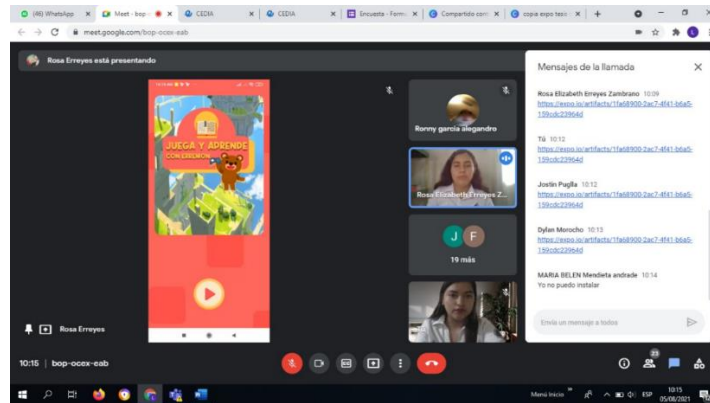 (46) WhatsApp
Meet - bop-
CEDIA
CEDIA
Encuesta - Form
Compartido con
copia expo tesis
meet.google.com/bop-ocex-eab
Rosa Erreyes está presentando
JUEGA Y APRENDE
Rosa Erreyes
Ronny garcia alegandro
Rosa Elizabeth Erreyes Z...
J
F
19 más
Mensajes de la llamada
Rosa Elizabeth Erreyes Zambrano 10:09
https://expo.io/artifacts/1fa68900-2ac7-4f41-b6a5-
159cdc23964d
Tú 10:12
https://expo.io/artifacts/1fa68900-2ac7-4f41-b6a5-
159cdc23964d
Jostin Puglla 10:12
https://expo.io/artifacts/1fa68900-2ac7-4f41-b6a5-
159cdc23964d
Dylan Morocho 10:13
https://expo.io/artifacts/1fa68900-2ac7-4f41-b6a5-
159cdc23964d
MARIA BELEN Mendieta andrade 10:14
Yo no puedo instalar
Envía un mensaje a todos
10:15 | bop-ocex-eab
23
Menú Inicio
ESP
10:15
05/08/2021